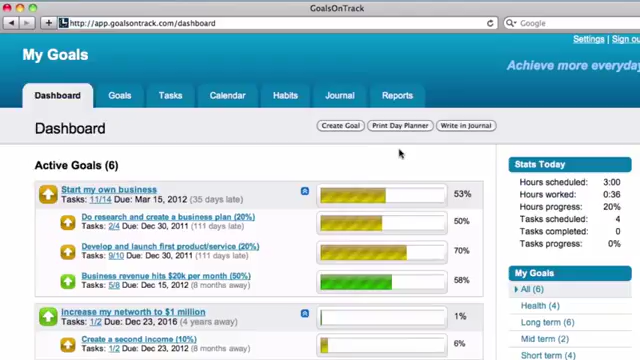 GoalsOnTrack
http://app.goalsontrack.com/dashboard
Google
Settings | Sign ou
My Goals
Achieve more everyday
Dashboard Goals Tasks Calendar Habits Journal Reports
Dashboard
Create Goal Print Day Planner Write in Journal
Active Goals (6)
Start my own business 53%
Tasks: 11/14 Due: Mar 15, 2012 (35 days late)
Do research and create a business plan (20%) 50%
Tasks: 2/4 Due: Dec 30, 2011 (111 days late)
Develop and launch first product/service (20%) 70%
Tasks: 9/10 Due: Dec 30, 2011 (111 days late)
Business revenue hits $20k per month (50%) 58%
Tasks: 5/8 Due: Dec 15, 2012 (8 months away)
Increase my networth to $1 million 1%
Tasks: 1/2 Due: Dec 23, 2016 (4 years away)
Create a second income (10%) 6%
Tasks: 1/2 Due: Dec 23, 2012 (8 months away)
Stats Today
Hours scheduled: 3:00
Hours worked: 0:36
Hours progress: 20%
Tasks scheduled: 4
Tasks completed: 0
Tasks progress: 0%
My Goals
All (6)
Health (4)
Long term (2)
Mid term (2)
Short term (2)